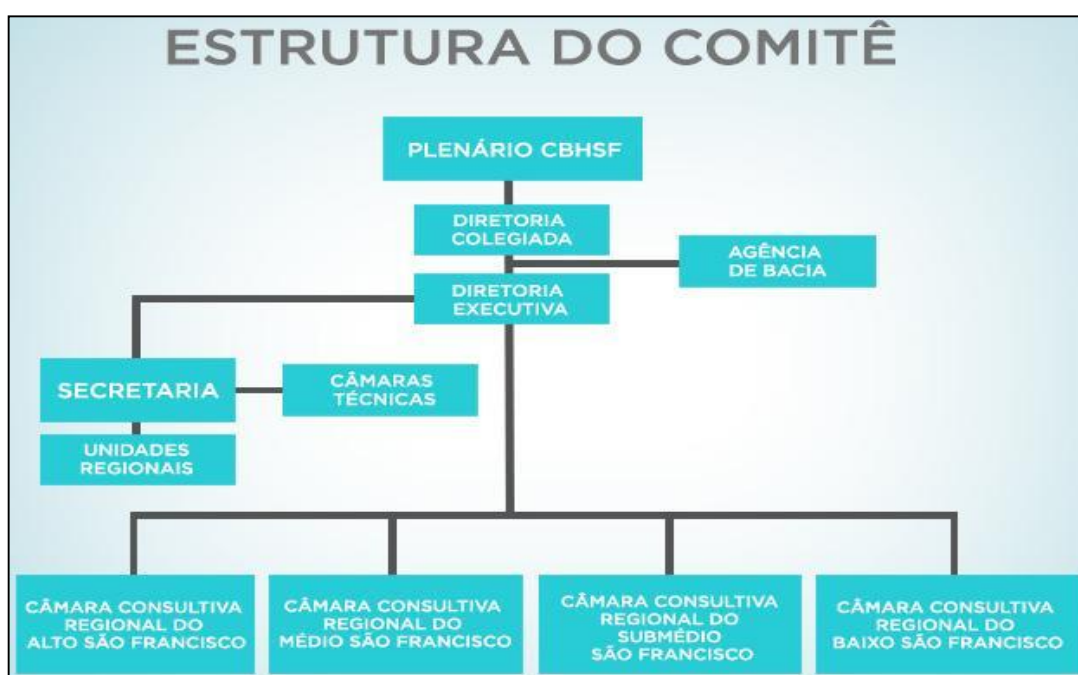 ESTRUTURA DO COMITÊ
PLENÁRIO CBHSF
DIRETORIA
COLEGIADA
AGÊNCIA
DE BACIA
DIRETORIA
EXECUTIVA
SECRETARIA
CÂMARAS
TÉCNICAS
UNIDADES
REGIONAIS
CÂMARA CONSULTIVA
REGIONAL DO
ALTO SÃO FRANCISCO
CÂMARA CONSULTIVA
REGIONAL DO
MÉDIO SÃO FRANCISCO
CÂMARA CONSULTIVA
REGIONAL DO
SUBMÉDIO
SÃO FRANCISCO
CÂMARA CONSULTIVA
REGIONAL DO
BAIXO SÃO FRANCISCO